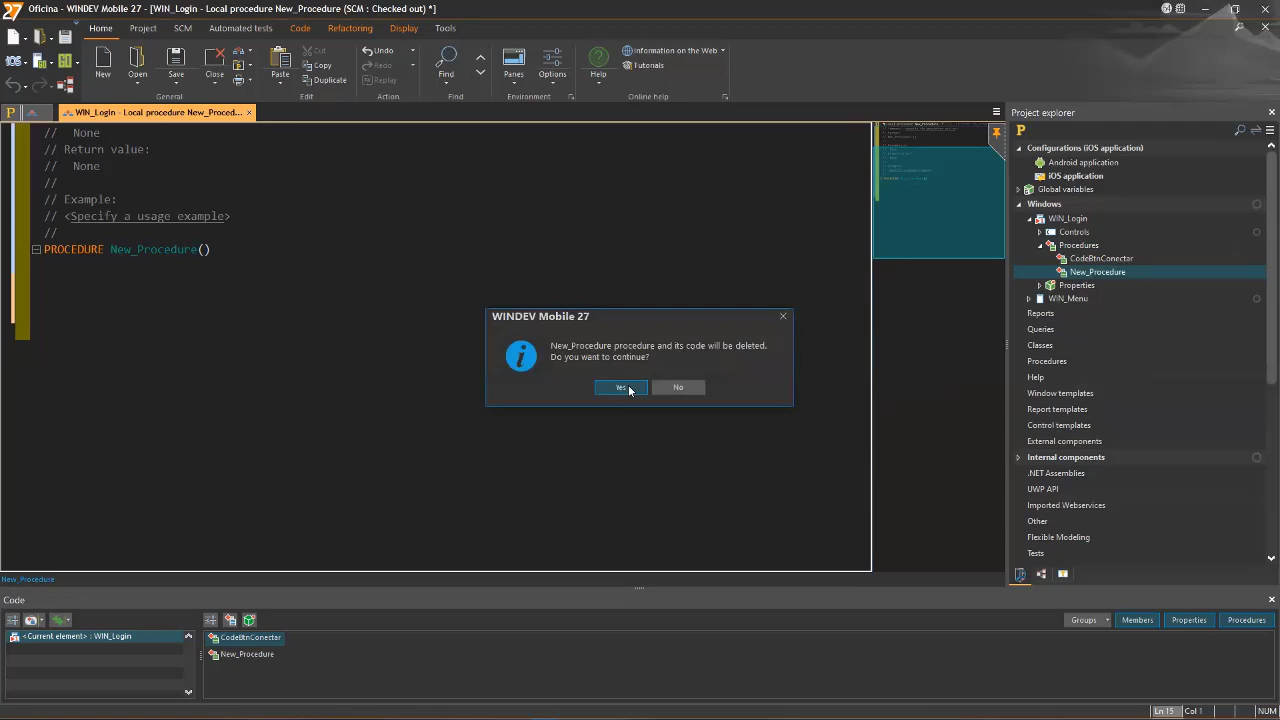 27 Oficina - WINDEV Mobile 27 - [WIN_Login - Local procedure New_Procedure (SCM : Checked out) *]
Home Project SCM Automated tests Code Refactoring Display Tools
New
Open
Save
Close
General
Paste
Cut
Copy
Duplicate
Edit
Undo
Redo
Replay
Action
Find
Find
Panes
Options
Environment
Help
Information on the Web
Tutorials
Online help
GO
P
WIN_Login - Local procedure New_Proced... ×
// None
// Return value:
// None
//
// Example:
// <Specify a usage example>
//
PROCEDURE New_Procedure()
WINDEV Mobile 27
New_Procedure procedure and its code will be deleted.
Do you want to continue?
Yes No
Project explorer
P
Configurations (iOS application)
Android application
iOS application
Global variables
Windows
WIN_Login
Controls
Procedures
CodeBtnConectar
New_Procedure
Properties
WIN_Menu
Reports
Queries
Classes
Procedures
Help
Window templates
Report templates
Control templates
External components
Internal components
.NET Assemblies
UWP API
Imported Webservices
Other
Flexible Modeling
Tests
New_Procedure
Code
Groups Members Properties Procedures
<Current element> : WIN_Login
CodeBtnConectar
New_Procedure
Ln 15 Col 1 NUM